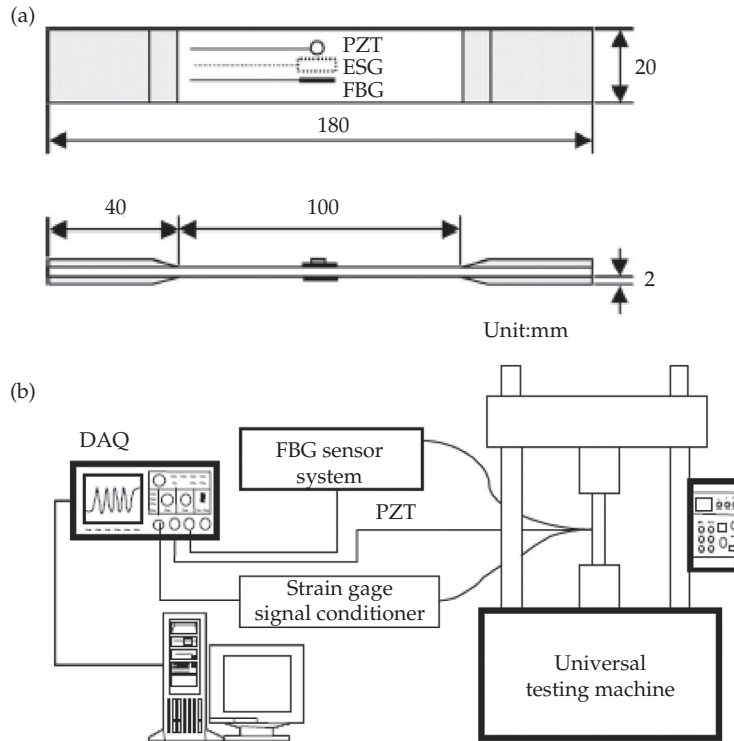 (a)
PZT
ESG
FBG
20
180
40
100
2
Unit:mm
(b)
DAQ
FBG sensor
system
PZT
Strain gage
signal conditioner
Universal
testing machine